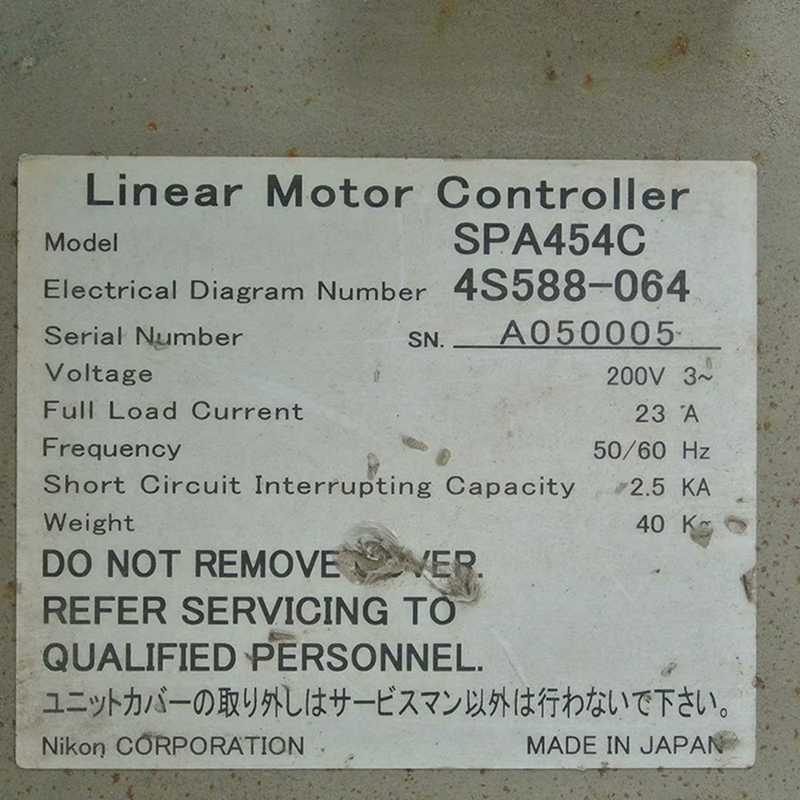 Linear Motor Controller
Model SPA454C
Electrical Diagram Number 4S588-064
Serial Number SN. A050005
Voltage 200V 3~
Full Load Current 23 A
Frequency 50/60 Hz
Short Circuit Interrupting Capacity 2.5 KA
Weight 40 Kg
DO NOT REMOVE COVER.
REFER SERVICING TO
QUALIFIED PERSONNEL.
ユニットカバーの取り外しはサービスマン以外は行わないで下さい。
Nikon CORPORATION MADE IN JAPAN